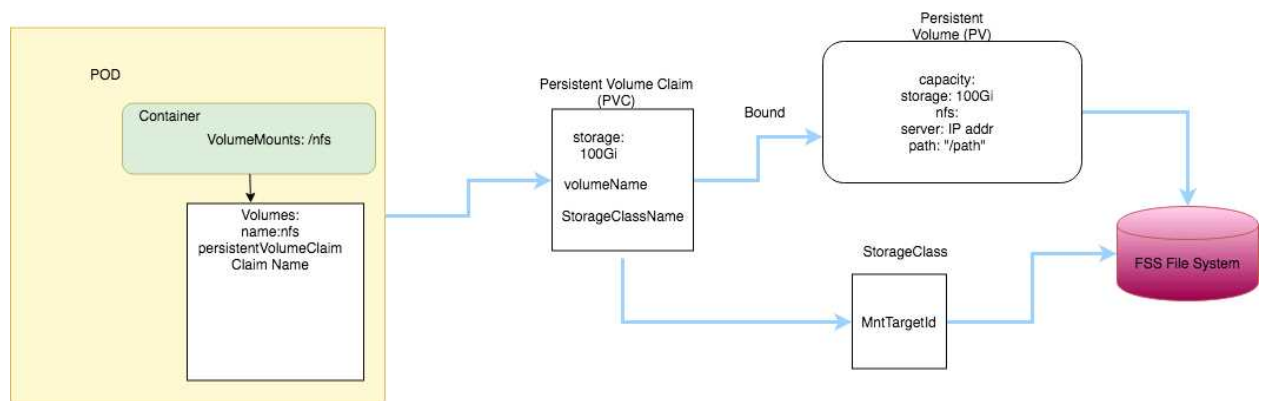 POD
Container
VolumeMounts: /nfs
Volumes:
name:nfs
persistentVolumeClaim
Claim Name
Persistent Volume Claim
(PVC)
storage:
100Gi
volumeName
StorageClassName
Bound
Persistent
Volume (PV)
capacity:
storage: 100Gi
nfs:
server: IP addr
path: "/path"
StorageClass
MntTargetId
FSS File System